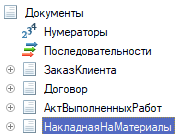 Документы
Нумераторы
Последовательности
ЗаказКлиента
Договор
АктВыполненныхРабот
НакладнаяНаМатериалы